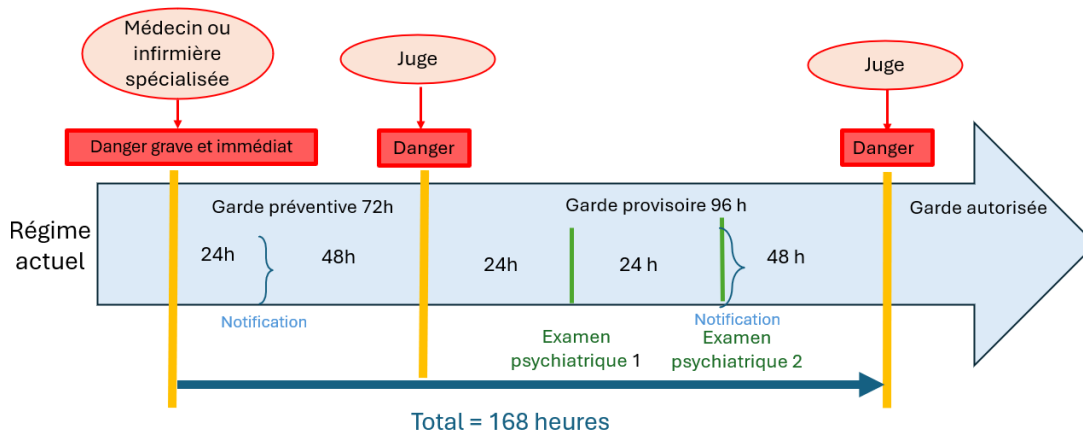 Médecin ou
infirmière
spécialisée
Juge
Juge
Danger grave et immédiat
Danger
Danger
Régime
actuel
Garde préventive 72h
Garde provisoire 96 h
Garde autorisée
24h
48h
24h
24 h
48 h
Notification
Notification
Examen
psychiatrique 1
Examen
psychiatrique 2
Total = 168 heures